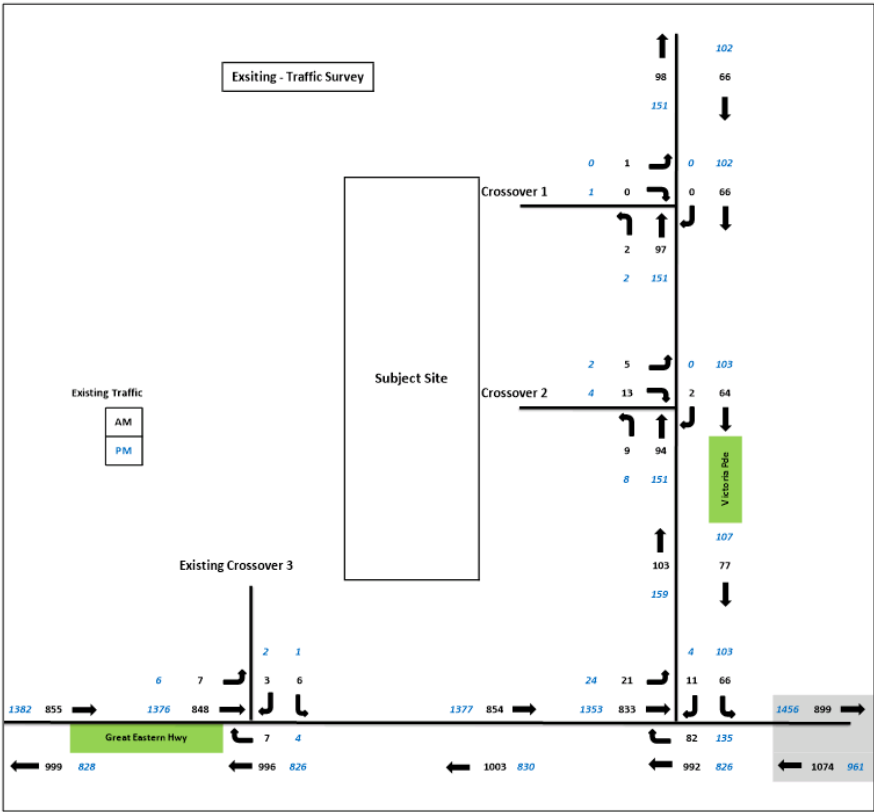 102
Exsiting - Traffic Survey
98 66
151
0 1 0 102
Crossover 1 1 0 0 66
2 97
2 151
2 5 0 103
Subject Site
Existing Traffic
Crossover 2 4 13 2 64
AM
PM
9 94
8 151
Victoria Pde
107
Existing Crossover 3
103 77
159
2 1 4 103
6 7 3 6 24 21 11 66
1382 855 1376 848 1377 854 1353 833 1456 899
Great Eastern Hwy 7 4 82 135
999 828 996 826 1003 830 992 826 1074 961